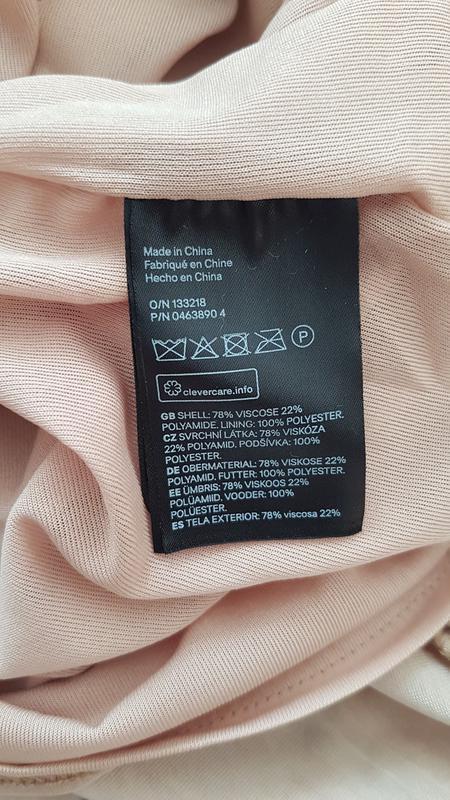 Made in China
Fabriqué en Chine
Hecho en China
O/N 133218
P/N 0463890 4
P
clevercare.info
GB SHELL: 78% VISCOSE 22%
POLYAMIDE. LINING: 100% POLYESTER.
CZ SVRCHNÍ LÁTKA: 78% VISKÓZA
22% POLYAMID. PODŠÍVKA: 100%
POLYESTER.
DE OBERMATERIAL: 78% VISKOSE 22%
POLYAMID. FUTTER: 100% POLYESTER.
EE ÜMBRIS: 78% VISKOOS 22%
POLÜAMIID. VOODER: 100%
POLÜESTER.
ES TELA EXTERIOR: 78% viscosa 22%